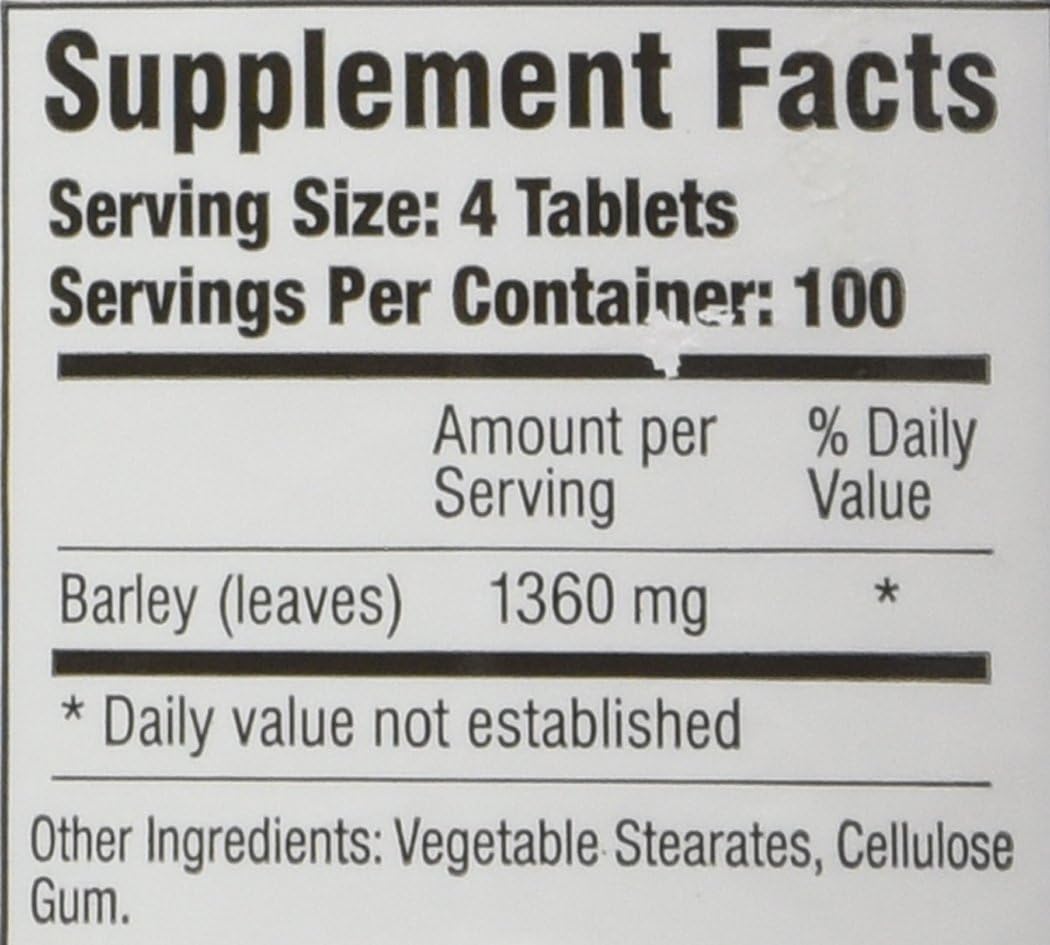 Supplement Facts
Serving Size: 4 Tablets
Servings Per Container: 100
Amount per % Daily
Serving Value
Barley (leaves) 1360 mg *
* Daily value not established
Other Ingredients: Vegetable Stearates, Cellulose
Gum.